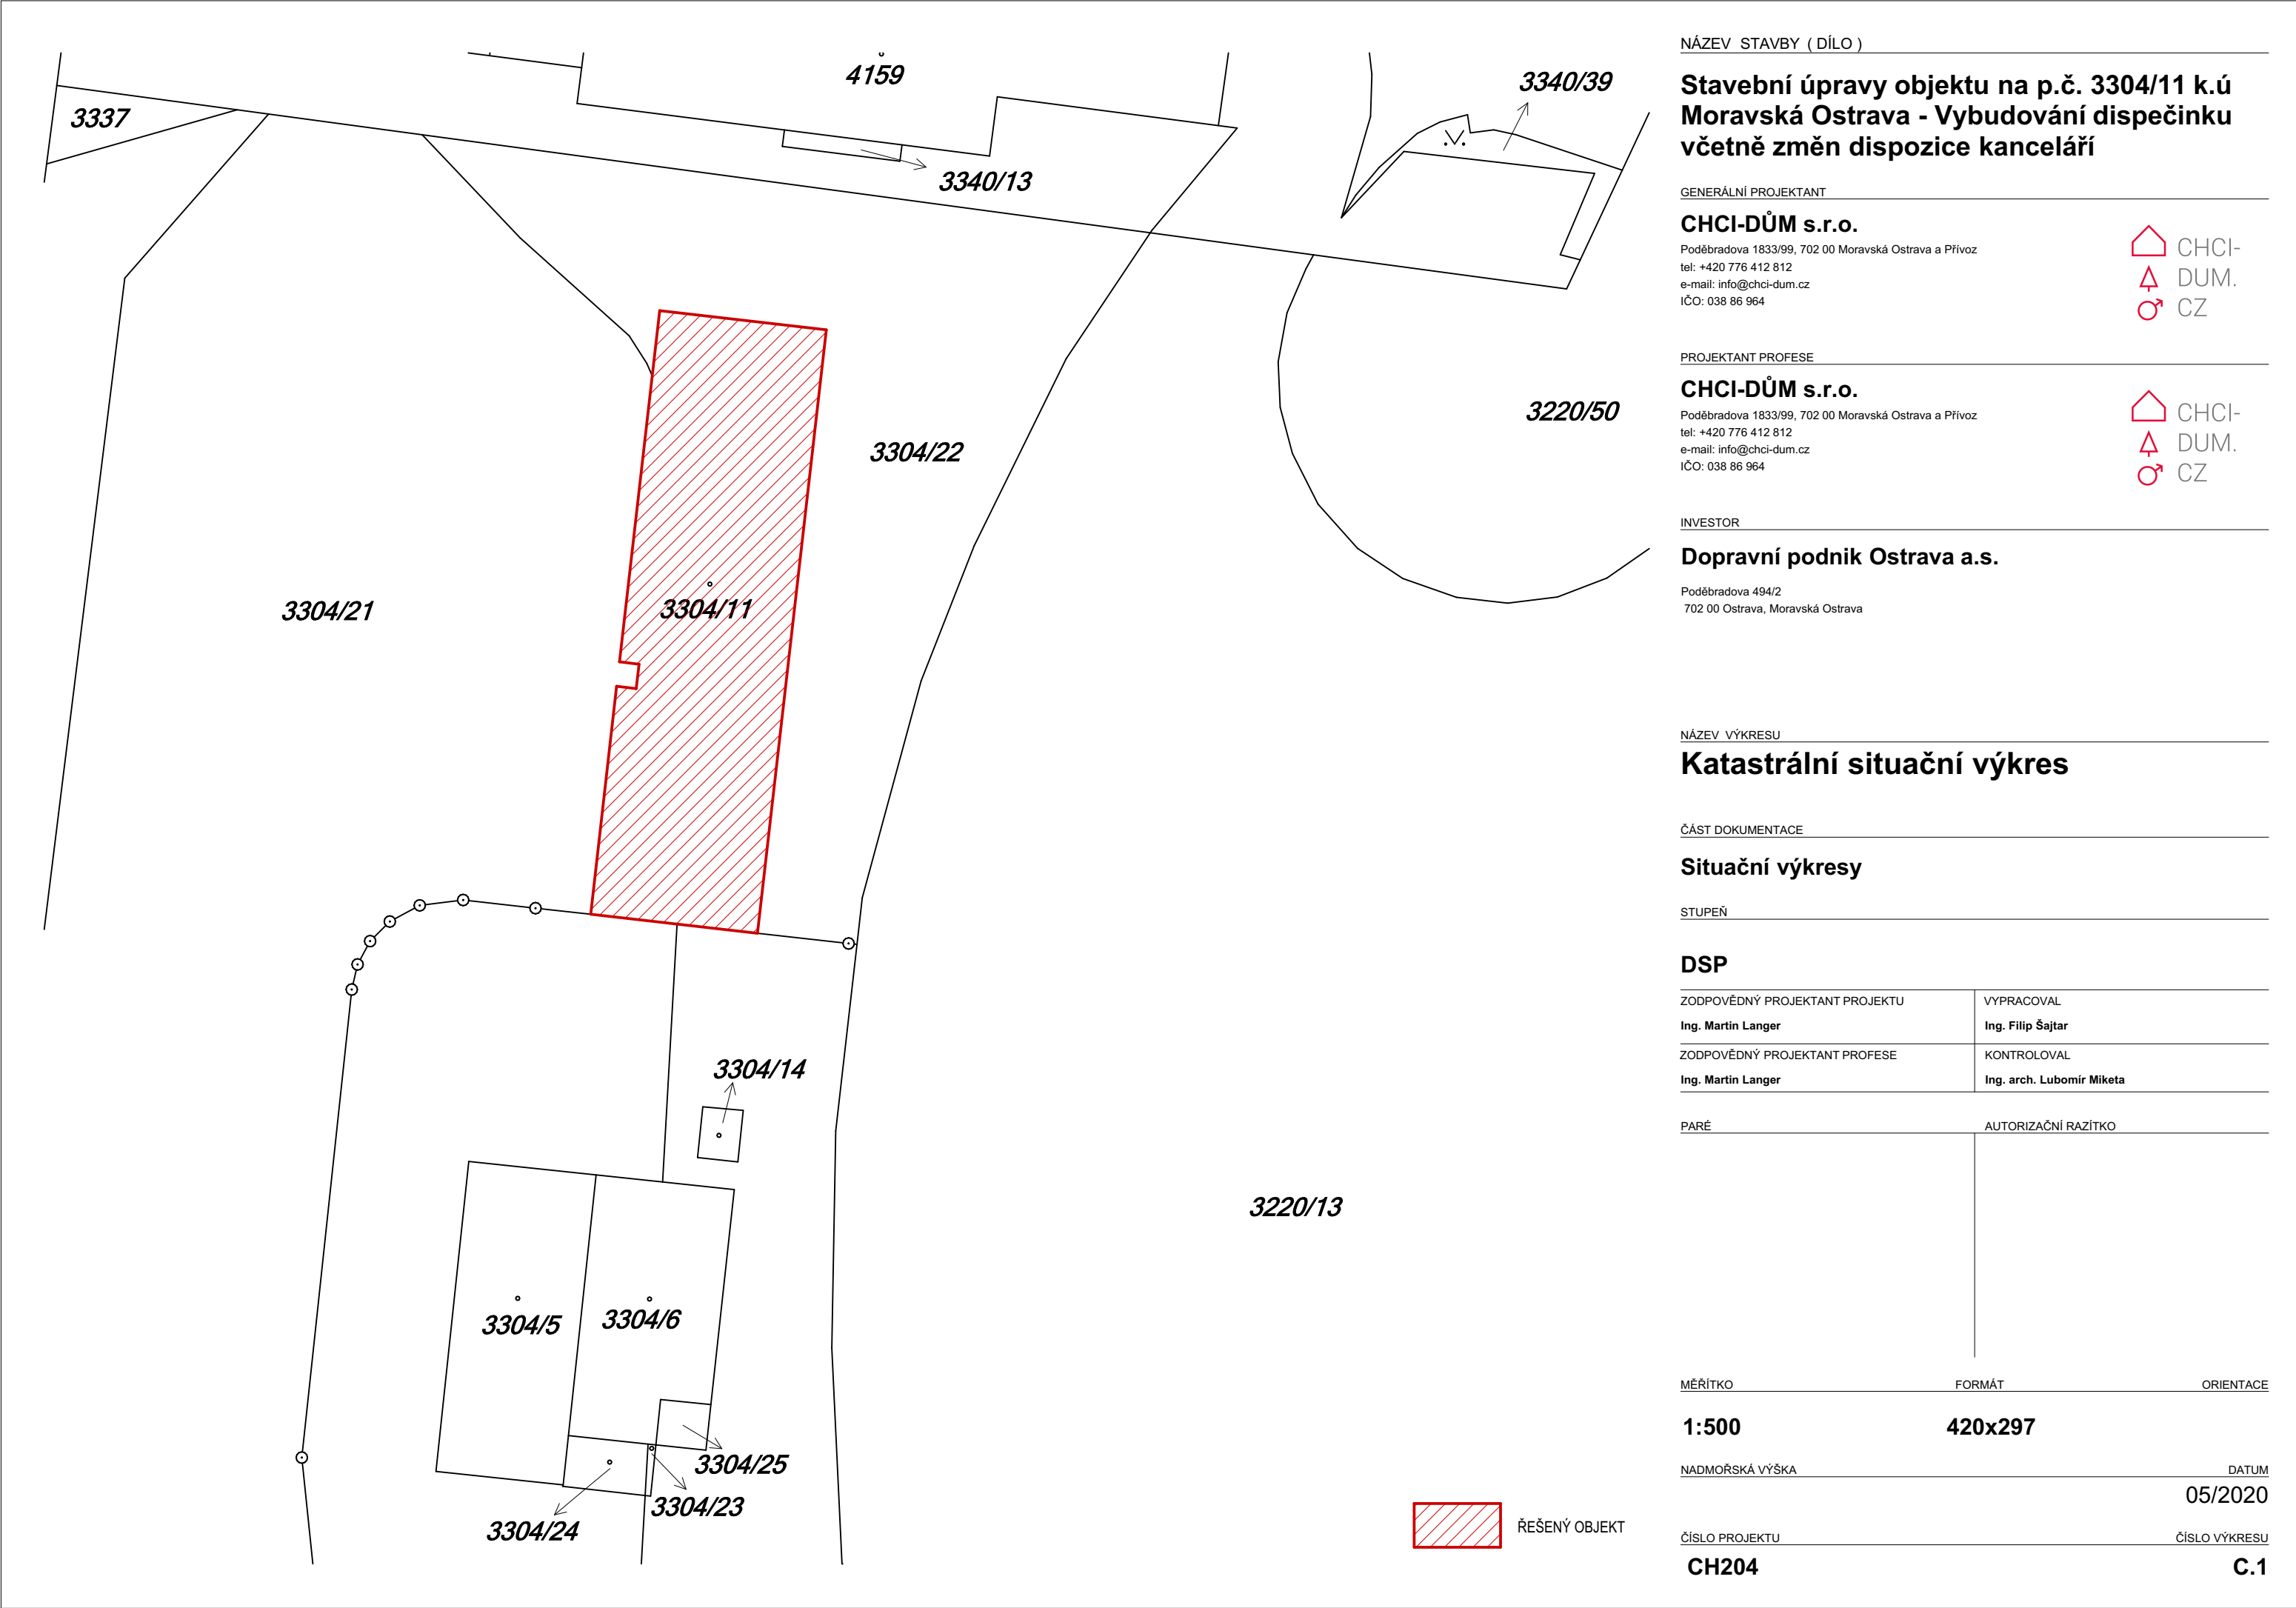 4159
3340/39
3337
3340/13
3220/50
3304/22
3304/21
3304/11
3304/14
3220/13
3304/5
3304/6
3304/25
3304/23
3304/24
ŘEŠENÝ OBJEKT
NÁZEV STAVBY ( DÍLO )
Stavební úpravy objektu na p.č. 3304/11 k.ú
Moravská Ostrava - Vybudování dispečinku
včetně změn dispozice kanceláří
GENERÁLNÍ PROJEKTANT
CHCI-DŮM s.r.o.
Poděbradova 1833/99, 702 00 Moravská Ostrava a Přívoz
tel: +420 776 412 812
e-mail: info@chci-dum.cz
IČO: 038 86 964
CHCI-
DUM.
CZ
PROJEKTANT PROFESE
CHCI-DŮM s.r.o.
Poděbradova 1833/99, 702 00 Moravská Ostrava a Přívoz
tel: +420 776 412 812
e-mail: info@chci-dum.cz
IČO: 038 86 964
CHCI-
DUM.
CZ
INVESTOR
Dopravní podnik Ostrava a.s.
Poděbradova 494/2
702 00 Ostrava, Moravská Ostrava
NÁZEV VÝKRESU
Katastrální situační výkres
ČÁST DOKUMENTACE
Situační výkresy
STUPEŇ
DSP
ZODPOVĚDNÝ PROJEKTANT PROJEKTU VYPRACOVAL
Ing. Martin Langer Ing. Filip Šajtar
ZODPOVĚDNÝ PROJEKTANT PROFESE KONTROLOVAL
Ing. Martin Langer Ing. arch. Lubomír Miketa
PARÉ AUTORIZAČNÍ RAZÍTKO
MĚŘÍTKO FORMÁT ORIENTACE
1:500 420x297
NADMOŘSKÁ VÝŠKA DATUM
05/2020
ČÍSLO PROJEKTU ČÍSLO VÝKRESU
CH204 C.1